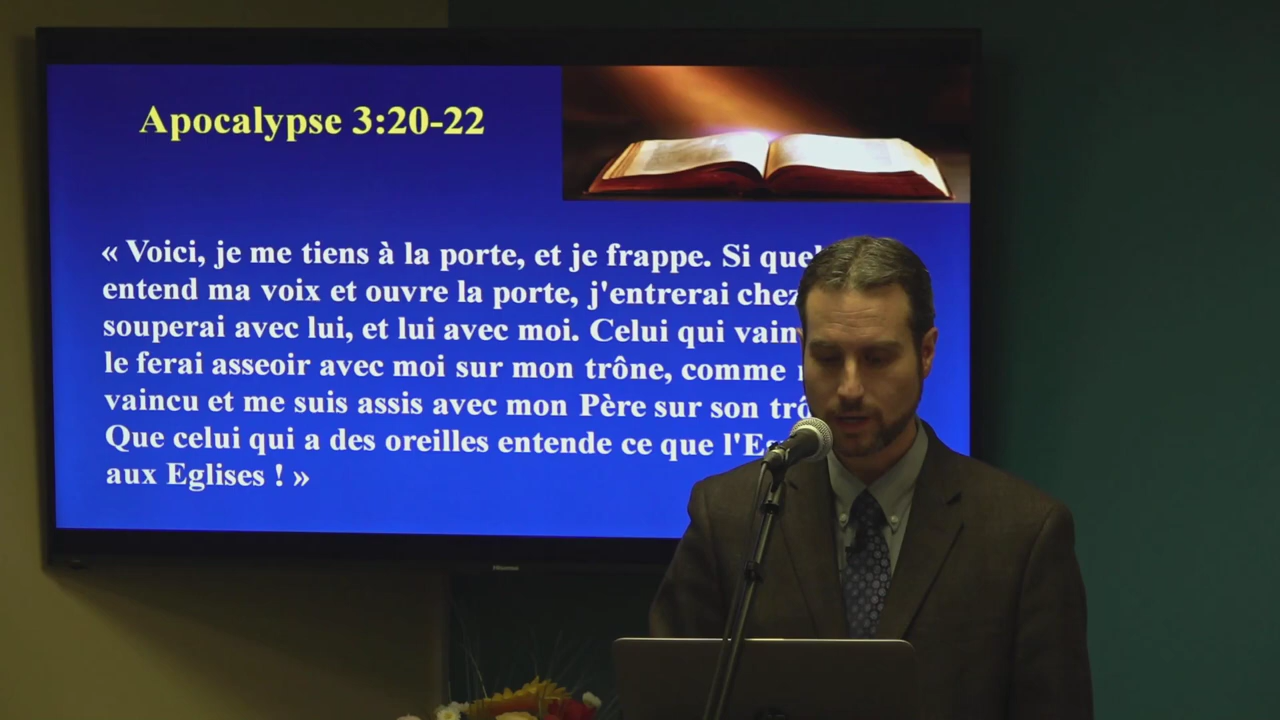 Apocalypse 3:20-22
« Voici, je me tiens à la porte, et je frappe. Si
entend ma voix et ouvre la porte, j'entrerai chez
souperai avec lui, et lui avec moi. Celui qui
le ferai asseoir avec moi sur mon trône, comme
vaincu et me suis assis avec mon Père sur son
Que celui qui a des oreilles entende ce que
aux Eglises ! »
Hisense